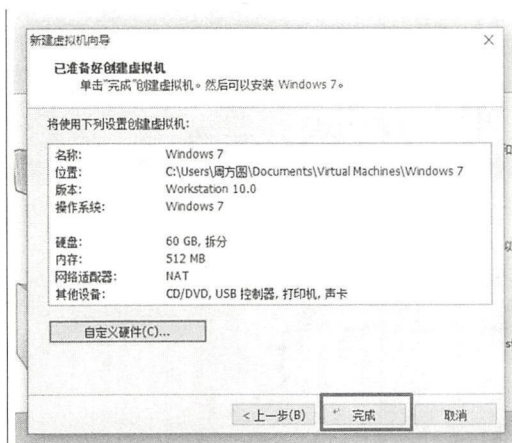 新建虚拟机向导
已准备好创建虚拟机
单击"完成"创建虚拟机。然后可以安装 Windows 7。
将使用下列设置创建虚拟机:
名称: Windows 7
位置: C:\Users\周方圆\Documents\Virtual Machines\Windows 7
版本: Workstation 10.0
操作系统: Windows 7
硬盘: 60 GB, 拆分
内存: 512 MB
网络适配器: NAT
其他设备: CD/DVD, USB 控制器, 打印机, 声卡
自定义硬件(C)...
< 上一步(B) 完成 取消